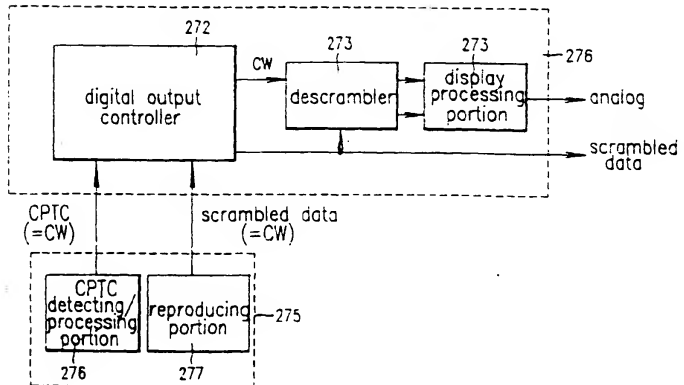 272
273
273
276
digital output
controller
CW
descrambler
display
processing
portion
analog
scrambled
data
CPTC
(=CW)
scrambled data
(=CW)
CPTC
detecting/
processing
portion
reproducing
portion
275
276
277